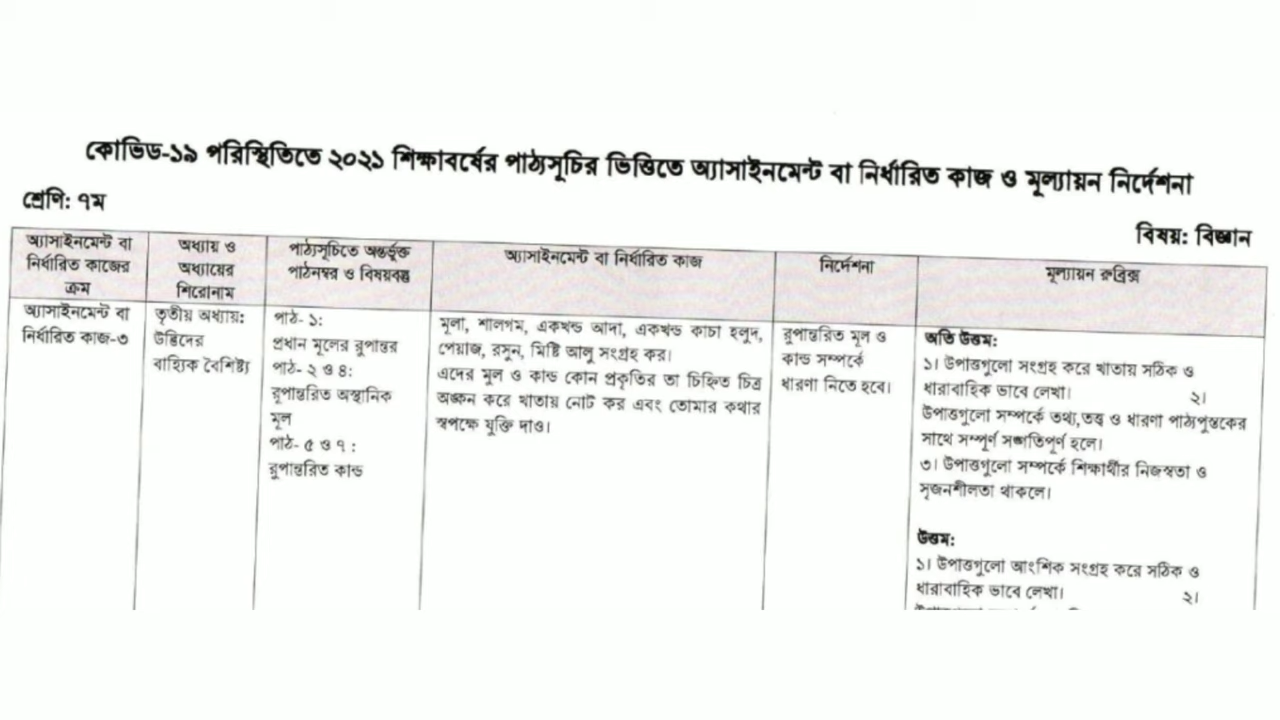 কোভিড-১৯ পরিস্থিতিতে ২০২১ শিক্ষাবর্ষের পাঠ্যসূচির ভিত্তিতে অ্যাসাইনমেন্ট বা নির্ধারিত কাজ ও মূল্যায়ন নির্দেশনা
শ্রেণি: ৭ম
বিষয়: বিজ্ঞান
অ্যাসাইনমেন্ট বা
নির্ধারিত কাজের
ক্রম
অধ্যায় ও
অধ্যায়ের
শিরোনাম
পাঠ্যসূচিতে অন্তর্ভুক্ত
পাঠনম্বর ও বিষয়বস্তু
অ্যাসাইনমেন্ট বা নির্ধারিত কাজ
নির্দেশনা
মূল্যায়ন রুব্রিক্স
অ্যাসাইনমেন্ট বা
নির্ধারিত কাজ-৩
তৃতীয় অধ্যায়:
উদ্ভিদের
বাহ্যিক বৈশিষ্ট্য
পাঠ- ১:
প্রধান মূলের রুপান্তর
পাঠ- ২ ও ৪:
রূপান্তরিত অস্থানিক
মূল
পাঠ- ৫ ও ৭ :
রুপান্তরিত কান্ড
মূলা, শালগম, একখন্ড আদা, একখন্ড কাচা হলুদ,
পেয়াজ, রসুন, মিষ্টি আলু সংগ্রহ কর।
এদের মূল ও কান্ড কোন প্রকৃতির তা চিহ্নিত চিত্র
অঙ্কন করে খাতায় নোট কর এবং তোমার কথার
স্বপক্ষে যুক্তি দাও।
রুপান্তরিত মূল ও
কান্ড সম্পর্কে
ধারণা নিতে হবে।
অতি উত্তম:
১। উপাত্তগুলো সংগ্রহ করে খাতায় সঠিক ও
ধারাবাহিক ভাবে লেখা। ২।
উপাত্তগুলো সম্পর্কে তথ্য,তত্ত্ব ও ধারণা পাঠ্যপুস্তকের
সাথে সম্পূর্ণ সঙ্গতিপূর্ণ হলে।
৩। উপাত্তগুলো সম্পর্কে শিক্ষার্থীর নিজস্বতা ও
সৃজনশীলতা থাকলে।
উত্তম:
১। উপাত্তগুলো আংশিক সংগ্রহ করে সঠিক ও
ধারাবাহিক ভাবে লেখা। ২।